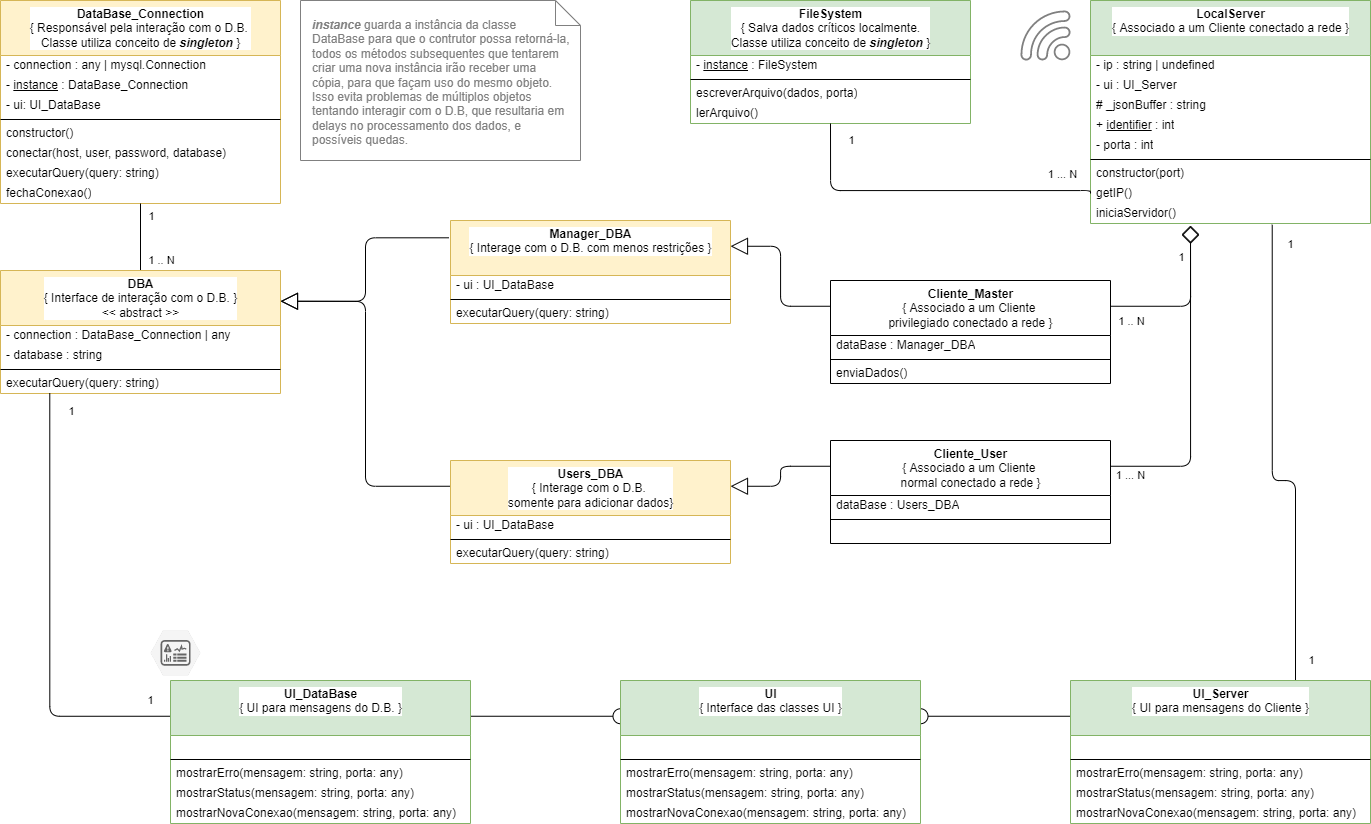 DataBase_Connection
{ Responsável pela interação com o D.B.
Classe utiliza conceito de singleton }
- connection : any | mysql.Connection
- instance : DataBase_Connection
- ui: UI_DataBase
constructor()
conectar(host, user, password, database)
executarQuery(query: string)
fechaConexao()
instance guarda a instância da classe
DataBase para que o contrutor possa retorná-la,
todos os métodos subsequentes que tentarem
criar uma nova instância irão receber uma
côpia, para que façam uso do mesmo objeto.
Isso evita problemas de múltiplos objetos
tentando interagir com o D.B, que resultaria em
delays no processamento dos dados, e
possíveis quedas.
FileSystem
{ Salva dados críticos localmente.
Classe utiliza conceito de singleton }
- instance : FileSystem
escreverArquivo(dados, porta)
lerArquivo()
LocalServer
{ Associado a um Cliente conectado a rede }
- ip : string | undefined
- ui : UI_Server
# _jsonBuffer : string
+ identifier : int
- porta : int
constructor(port)
getIP()
iniciaServidor()
1
1 ... N
1
1 .. N
1
1
DBA
{ Interface de interação com o D.B. }
<< abstract >>
- connection : DataBase_Connection | any
- database : string
executarQuery(query: string)
Manager_DBA
{ Interage com o D.B. com menos restrições }
- ui : UI_DataBase
executarQuery(query: string)
Cliente_Master
{ Associado a um Cliente
privilegiado conectado a rede }
dataBase : Manager_DBA
enviaDados()
1 .. N
1
Users_DBA
{ Interage com o D.B.
somente para adicionar dados}
- ui : UI_DataBase
executarQuery(query: string)
Cliente_User
{ Associado a um Cliente
normal conectado a rede }
dataBase : Users_DBA
1 ... N
1
1
UI_DataBase
{ UI para mensagens do D.B. }
mostrarErro(mensagem: string, porta: any)
mostrarStatus(mensagem: string, porta: any)
mostrarNovaConexao(mensagem: string, porta: any)
UI
{ Interface das classes UI }
mostrarErro(mensagem: string, porta: any)
mostrarStatus(mensagem: string, porta: any)
mostrarNovaConexao(mensagem: string, porta: any)
UI_Server
{ UI para mensagens do Cliente }
mostrarErro(mensagem: string, porta: any)
mostrarStatus(mensagem: string, porta: any)
mostrarNovaConexao(mensagem: string, porta: any)